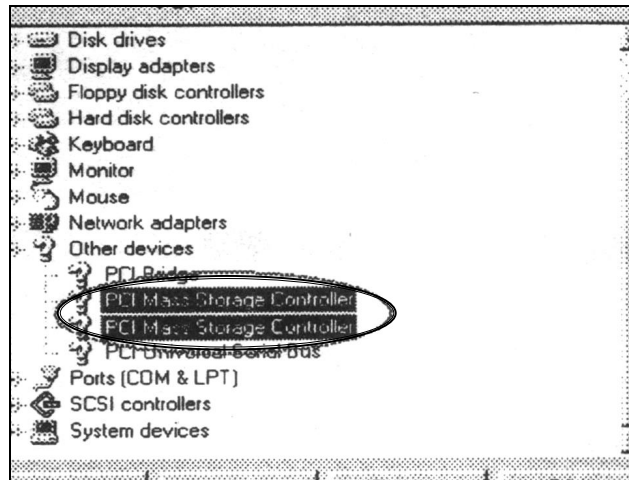 Disk drives
Display adapters
Floppy disk controllers
Hard disk controllers
Keyboard
Monitor
Mouse
Network adapters
Other devices
PCI Bridge
PCI Mass Storage Controller
PCI Mass Storage Controller
PCI Universal Serial Bus
Ports (COM & LPT)
SCSI controllers
System devices